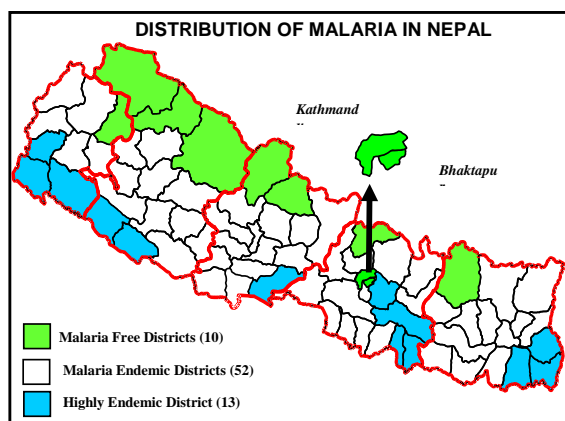 DISTRIBUTION OF MALARIA IN NEPAL
Kathmand
Bhaktapu
Malaria Free Districts (10)
Malaria Endemic Districts (52)
Highly Endemic District (13)